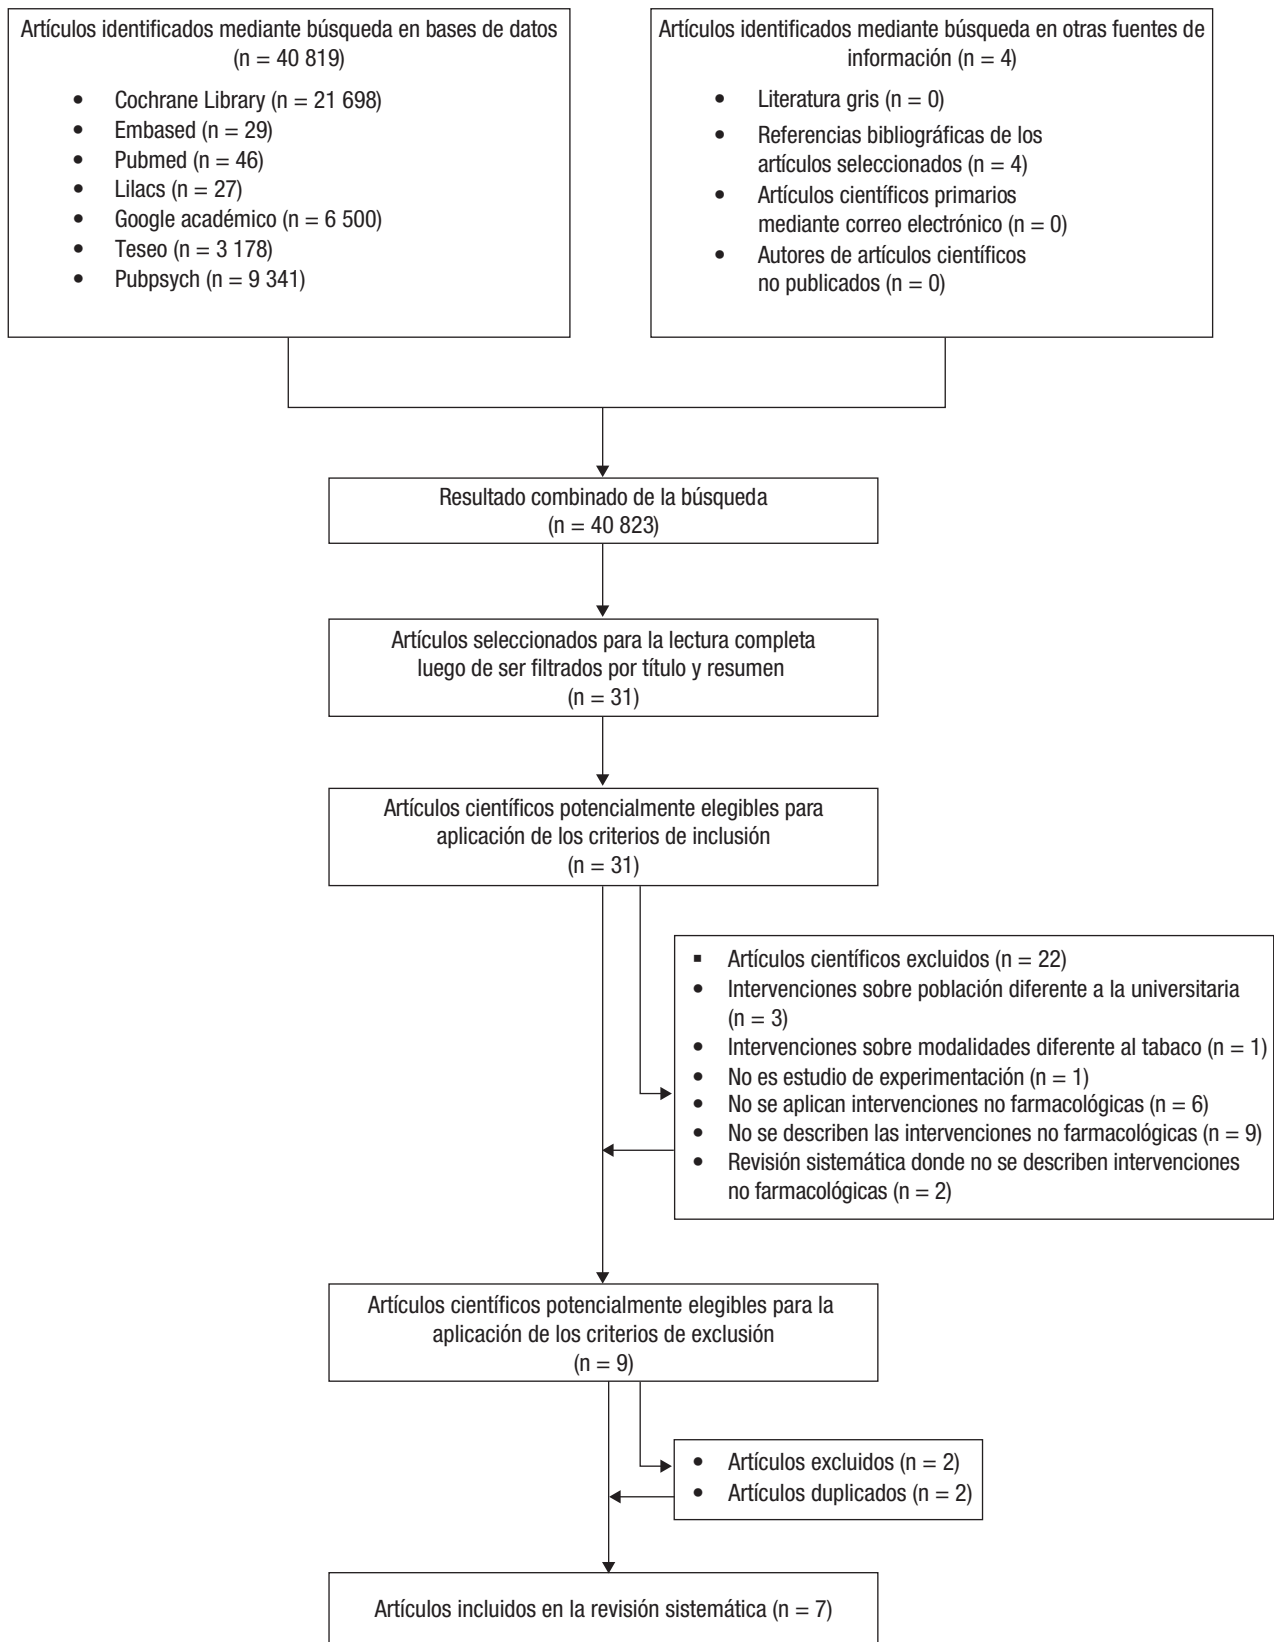 Artículos identificados mediante búsqueda en bases de datos
(n = 40 819)
• Cochrane Library (n = 21 698)
• Embased (n = 29)
• Pubmed (n = 46)
• Lilacs (n = 27)
• Google académico (n = 6 500)
• Teseo (n = 3 178)
• Pubpsych (n = 9 341)
Artículos identificados mediante búsqueda en otras fuentes de
información (n = 4)
• Literatura gris (n = 0)
• Referencias bibliográficas de los
artículos seleccionados (n = 4)
• Artículos científicos primarios
mediante correo electrónico (n = 0)
• Autores de artículos científicos
no publicados (n = 0)
Resultado combinado de la búsqueda
(n = 40 823)
Artículos seleccionados para la lectura completa
luego de ser filtrados por título y resumen
(n = 31)
Artículos científicos potencialmente elegibles para
aplicación de los criterios de inclusión
(n = 31)
▪ Artículos científicos excluidos (n = 22)
• Intervenciones sobre población diferente a la universitaria
(n = 3)
• Intervenciones sobre modalidades diferente al tabaco (n = 1)
• No es estudio de experimentación (n = 1)
• No se aplican intervenciones no farmacológicas (n = 6)
• No se describen las intervenciones no farmacológicas (n = 9)
• Revisión sistemática donde no se describen intervenciones
no farmacológicas (n = 2)
Artículos científicos potencialmente elegibles para la
aplicación de los criterios de exclusión
(n = 9)
• Artículos excluidos (n = 2)
• Artículos duplicados (n = 2)
Artículos incluidos en la revisión sistemática (n = 7)